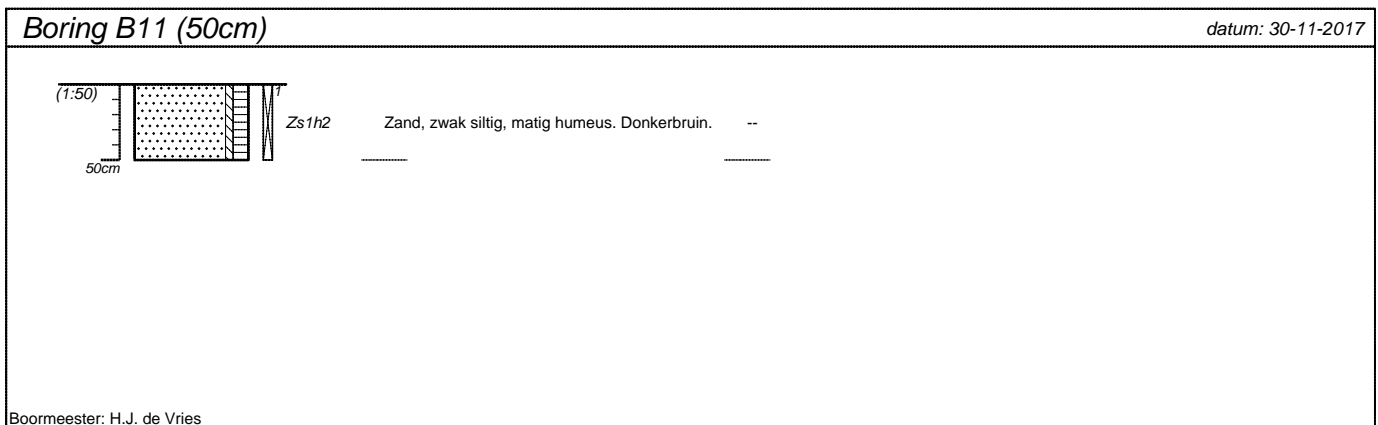 Boring B11 (50cm) datum: 30-11-2017
(1:50) 1
Zs1h2 Zand, zwak siltig, matig humeus. Donkerbruin. --
50cm
Boormeester: H.J. de Vries